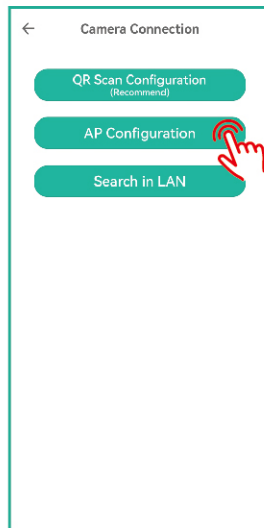 Camera Connection
QR Scan Configuration
(Recommend)
AP Configuration
Search in LAN